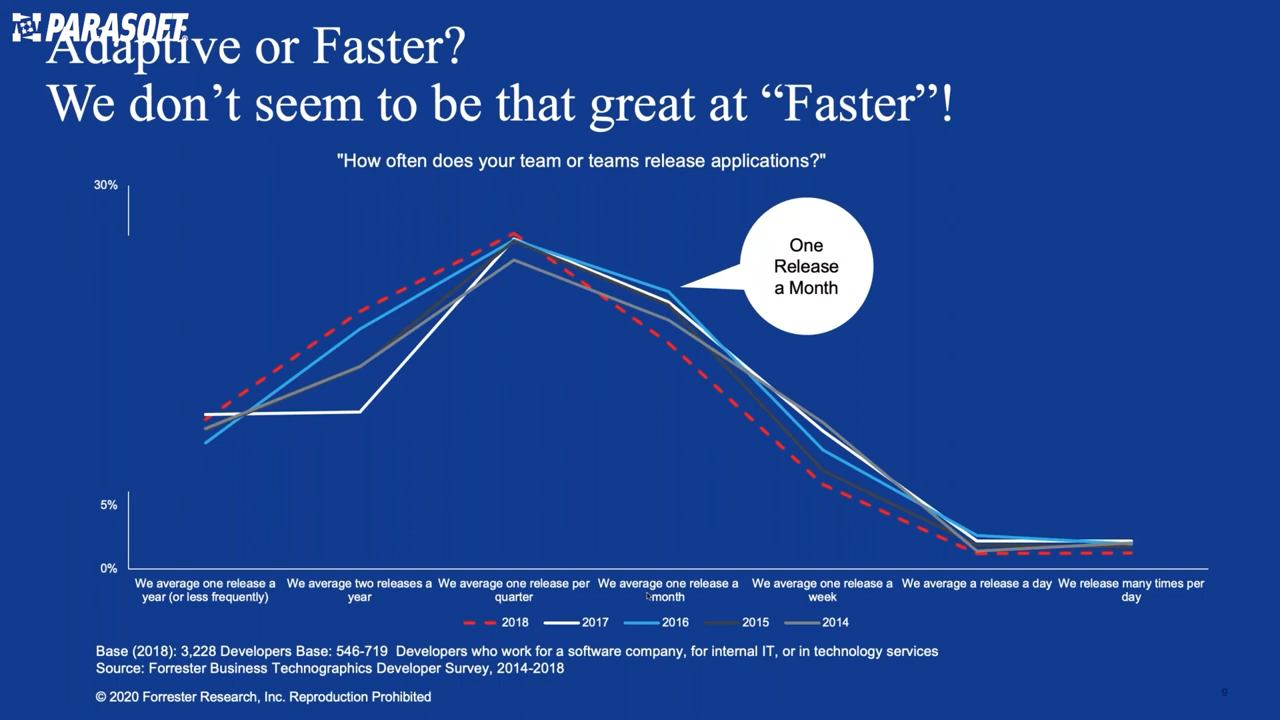 PARASOFT
Adaptive or Faster?
We don’t seem to be that great at “Faster”!
"How often does your team or teams release applications?"
30%
5%
0%
One
Release
a Month
We average one release a
year (or less frequently)
We average two releases a
year
We average one release per
quarter
We average one release a
month
We average one release a
week
We average a release a day
We release many times per
day
2018
2017
2016
2015
2014
Base (2018): 3,228 Developers Base: 546-719 Developers who work for a software company, for internal IT, or in technology services
Source: Forrester Business Technographics Developer Survey, 2014-2018
© 2020 Forrester Research, Inc. Reproduction Prohibited
9